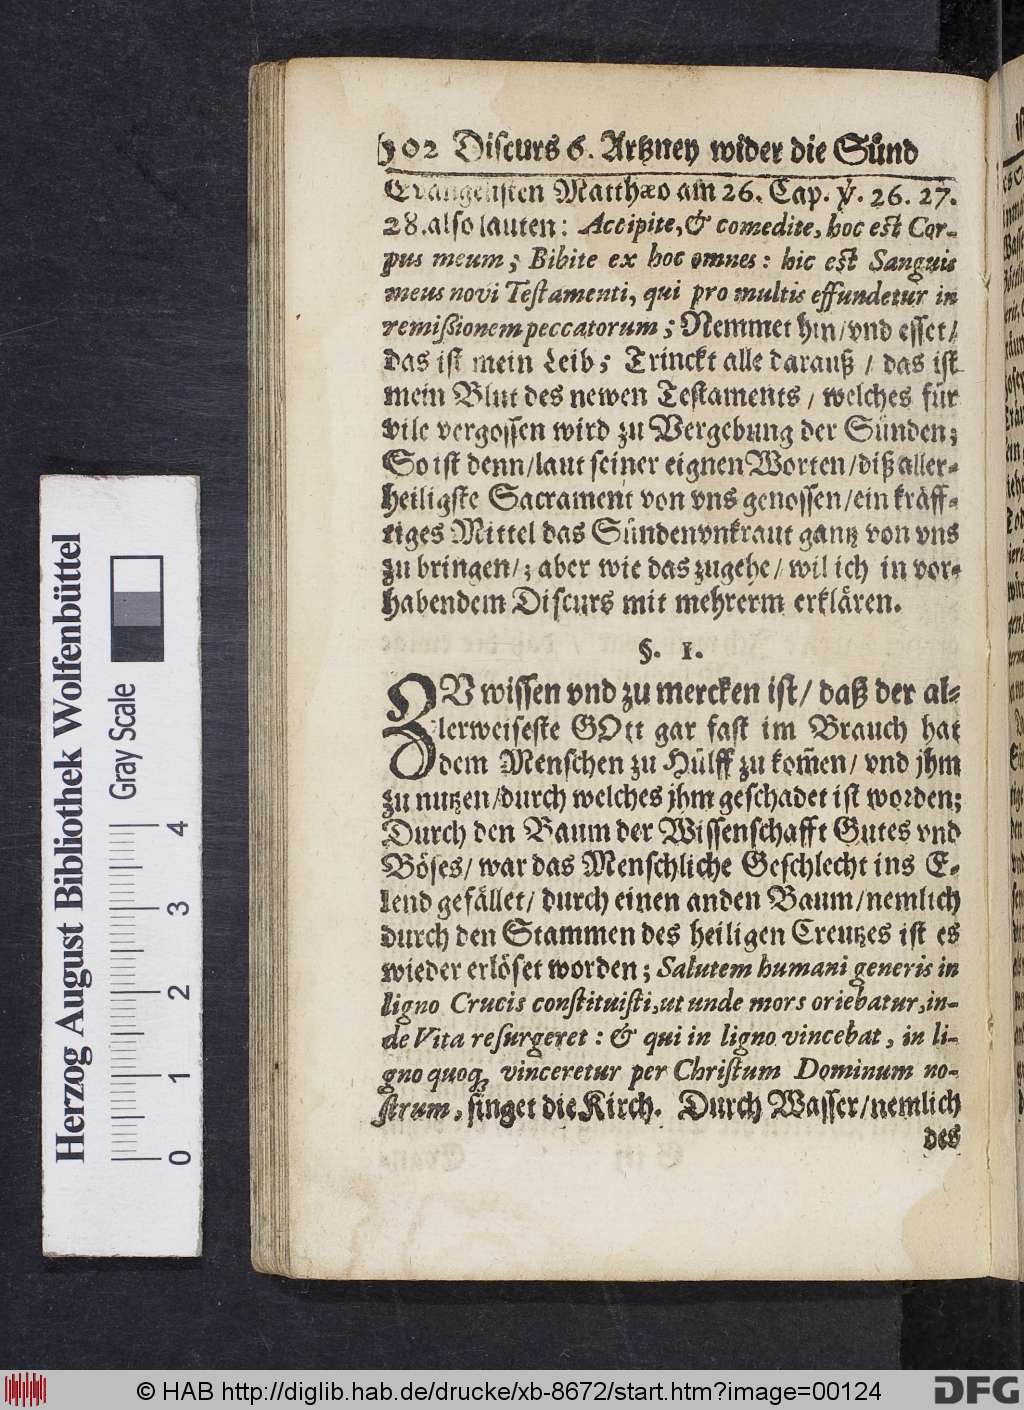 102 Discurs 6. Artzney wider die Sünd
Evangelisten Matthæo am 26. Cap. ℣. 26. 27.
28. also lauten: Accipite, & comedite, hoc est Cor-
pus meum; Bibite ex hoc omnes: hic est Sanguis
meus novi Testamenti, qui pro multis effundetur in
remißionem peccatorum; Nemmet hin/ vnd esset/
das ist mein Leib; Trinckt alle darauß / das ist
mein Blut des newen Testaments / welches für
vile vergossen wird zu Vergebung der Sünden;
So ist denn/ laut seiner eignen Worten/ diß aller-
heiligste Sacrament von vns genossen/ ein kräff-
tiges Mittel das Sündenvnkraut gantz von vns
zu bringen/; aber wie das zugehe/ wil ich in vor-
habendem Discurs mit mehrerm erklären.
§. 1.
ZV wissen vnd zu mercken ist/ daß der al-
lerweiseste GOtt gar fast im Brauch hat
dem Menschen zu Hülff zu kom̃en/ vnd jhm
zu nutzen/ durch welches jhm geschadet ist worden;
Durch den Baum der Wissenschafft Gutes vnd
Böses/ war das Menschliche Geschlecht ins E-
lend gefället/ durch einen anden Baum/ nemlich
durch den Stammen des heiligen Creutzes ist es
wieder erlöset worden; Salutem humani generis in
ligno Crucis constituisti, ut unde mors oriebatur, in-
de Vita resurgeret: & qui in ligno vincebat, in li-
gno quoq; vinceretur per Christum Dominum no-
strum, singet die Kirch. Durch Wasser/ nemlich
des
Herzog August Bibliothek Wolfenbüttel
Gray Scale
0 1 2 3 4
© HAB http://diglib.hab.de/drucke/xb-8672/start.htm?image=00124
DFG